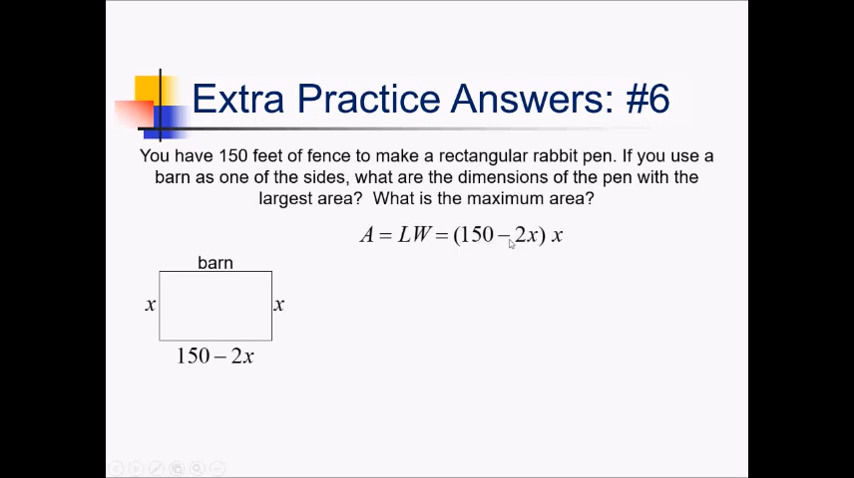 Extra Practice Answers: #6
You have 150 feet of fence to make a rectangular rabbit pen. If you use a
barn as one of the sides, what are the dimensions of the pen with the
largest area? What is the maximum area?
A = LW = (150 − 2x) x
barn
x x
150 − 2x